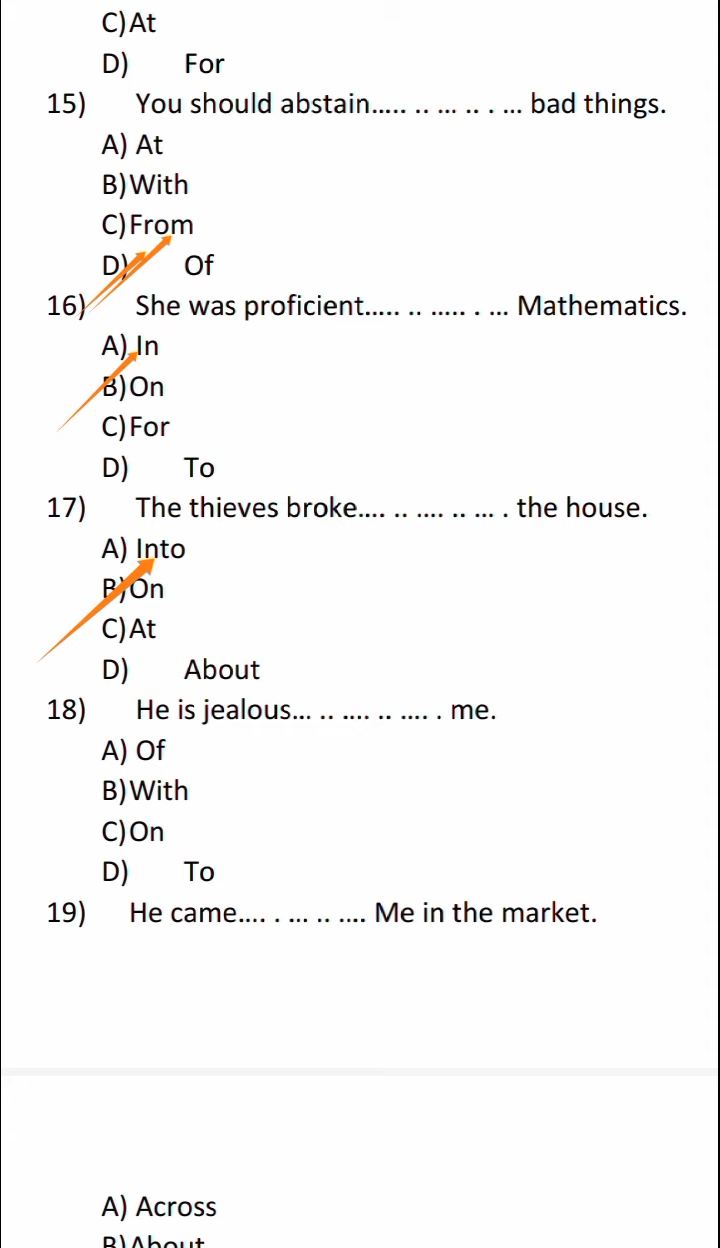 C)At
D) For
15) You should abstain..... .. ... .. . ... bad things.
A) At
B)With
C)From
D) Of
16) She was proficient..... .. ..... . ... Mathematics.
A) In
B)On
C)For
D) To
17) The thieves broke.... .. .... .. ... . the house.
A) Into
B)On
C)At
D) About
18) He is jealous... .. .... .. .... . me.
A) Of
B)With
C)On
D) To
19) He came.... . ... .. .... Me in the market.
A) Across
B)About